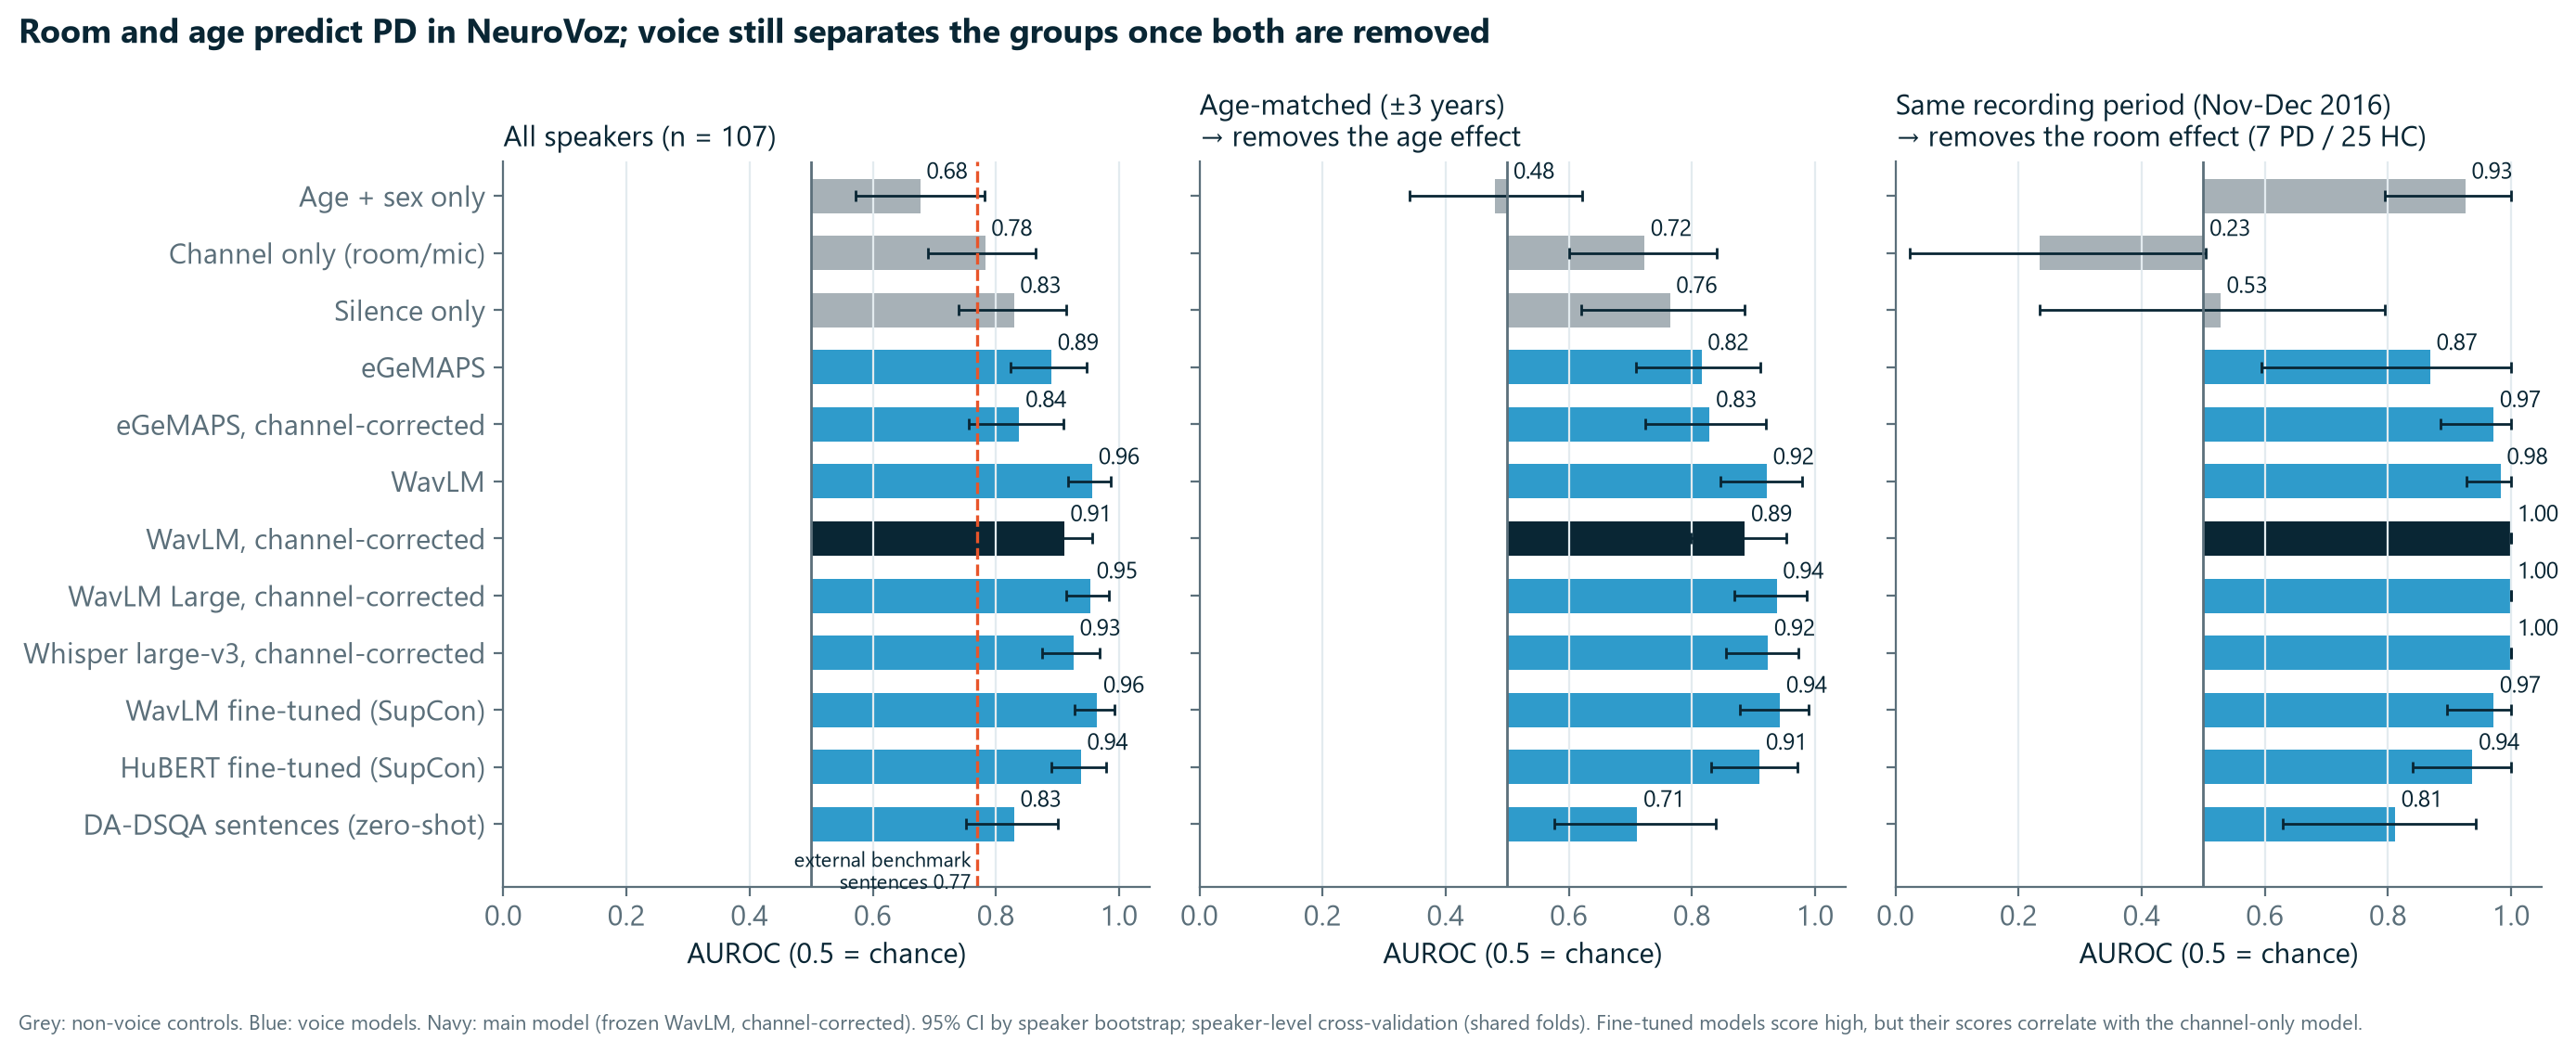 Room and age predict PD in NeuroVoz; voice still separates the groups once both are removed
All speakers (n = 107)
Age-matched (±3 years)
→ removes the age effect
Same recording period (Nov-Dec 2016)
→ removes the room effect (7 PD / 25 HC)
Age + sex only
Channel only (room/mic)
Silence only
eGeMAPS
eGeMAPS, channel-corrected
WavLM
WavLM, channel-corrected
WavLM Large, channel-corrected
Whisper large-v3, channel-corrected
WavLM fine-tuned (SupCon)
HuBERT fine-tuned (SupCon)
DA-DSQA sentences (zero-shot)
0.68
0.78
0.83
0.89
0.84
0.96
0.91
0.95
0.93
0.96
0.94
0.83
external benchmark
sentences 0.77
0.0 0.2 0.4 0.6 0.8 1.0
AUROC (0.5 = chance)
0.48
0.72
0.76
0.82
0.83
0.92
0.89
0.94
0.92
0.94
0.91
0.71
0.0 0.2 0.4 0.6 0.8 1.0
AUROC (0.5 = chance)
0.93
0.23
0.53
0.87
0.97
0.98
1.00
1.00
1.00
0.97
0.94
0.81
0.0 0.2 0.4 0.6 0.8 1.0
AUROC (0.5 = chance)
Grey: non-voice controls. Blue: voice models. Navy: main model (frozen WavLM, channel-corrected). 95% CI by speaker bootstrap; speaker-level cross-validation (shared folds). Fine-tuned models score high, but their scores correlate with the channel-only model.